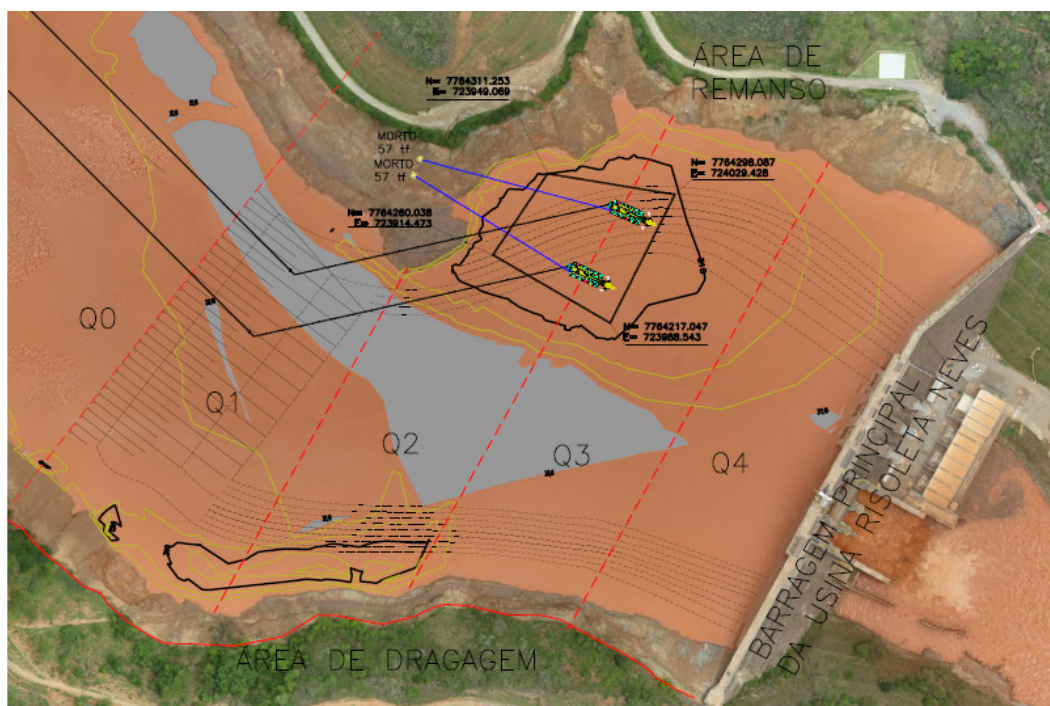 ÁREA DE
REMANSO
N= 7764311.253
E= 723949.069
MORTO
57 tf
MORTO
57 tf
N= 7764298.087
E= 724029.428
N= 7764260.038
E= 723914.473
N= 7764217.047
E= 723988.543
Q0
Q1
Q2
Q3
Q4
BARRAGEM PRINCIPAL
DA USINA RISOLETA NEVES
ÁREA DE DRAGAGEM